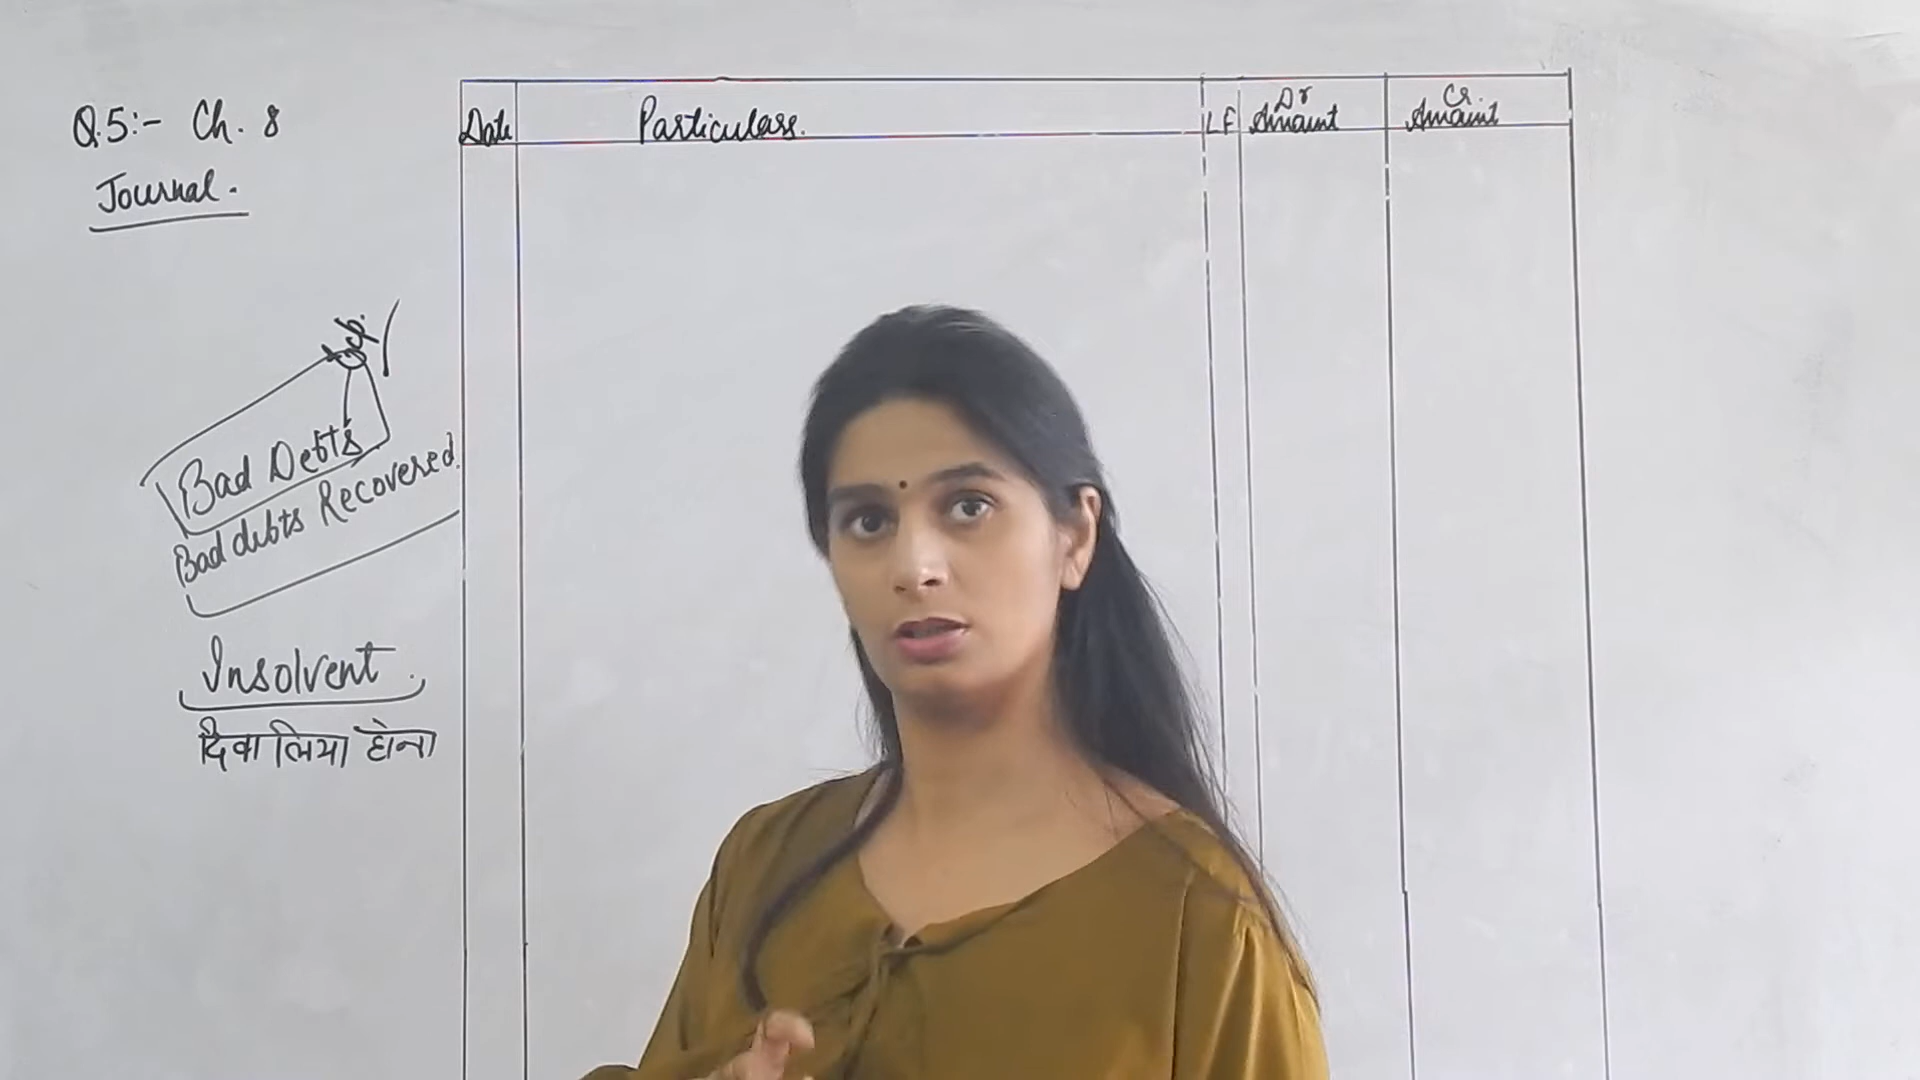 Q.5:- Ch. 8
Journal.
Date Particulars. LF Dr Amount Cr. Amount
Bad Debts
Bad debts Recovered.
Insolvent.
दिवालिया होना